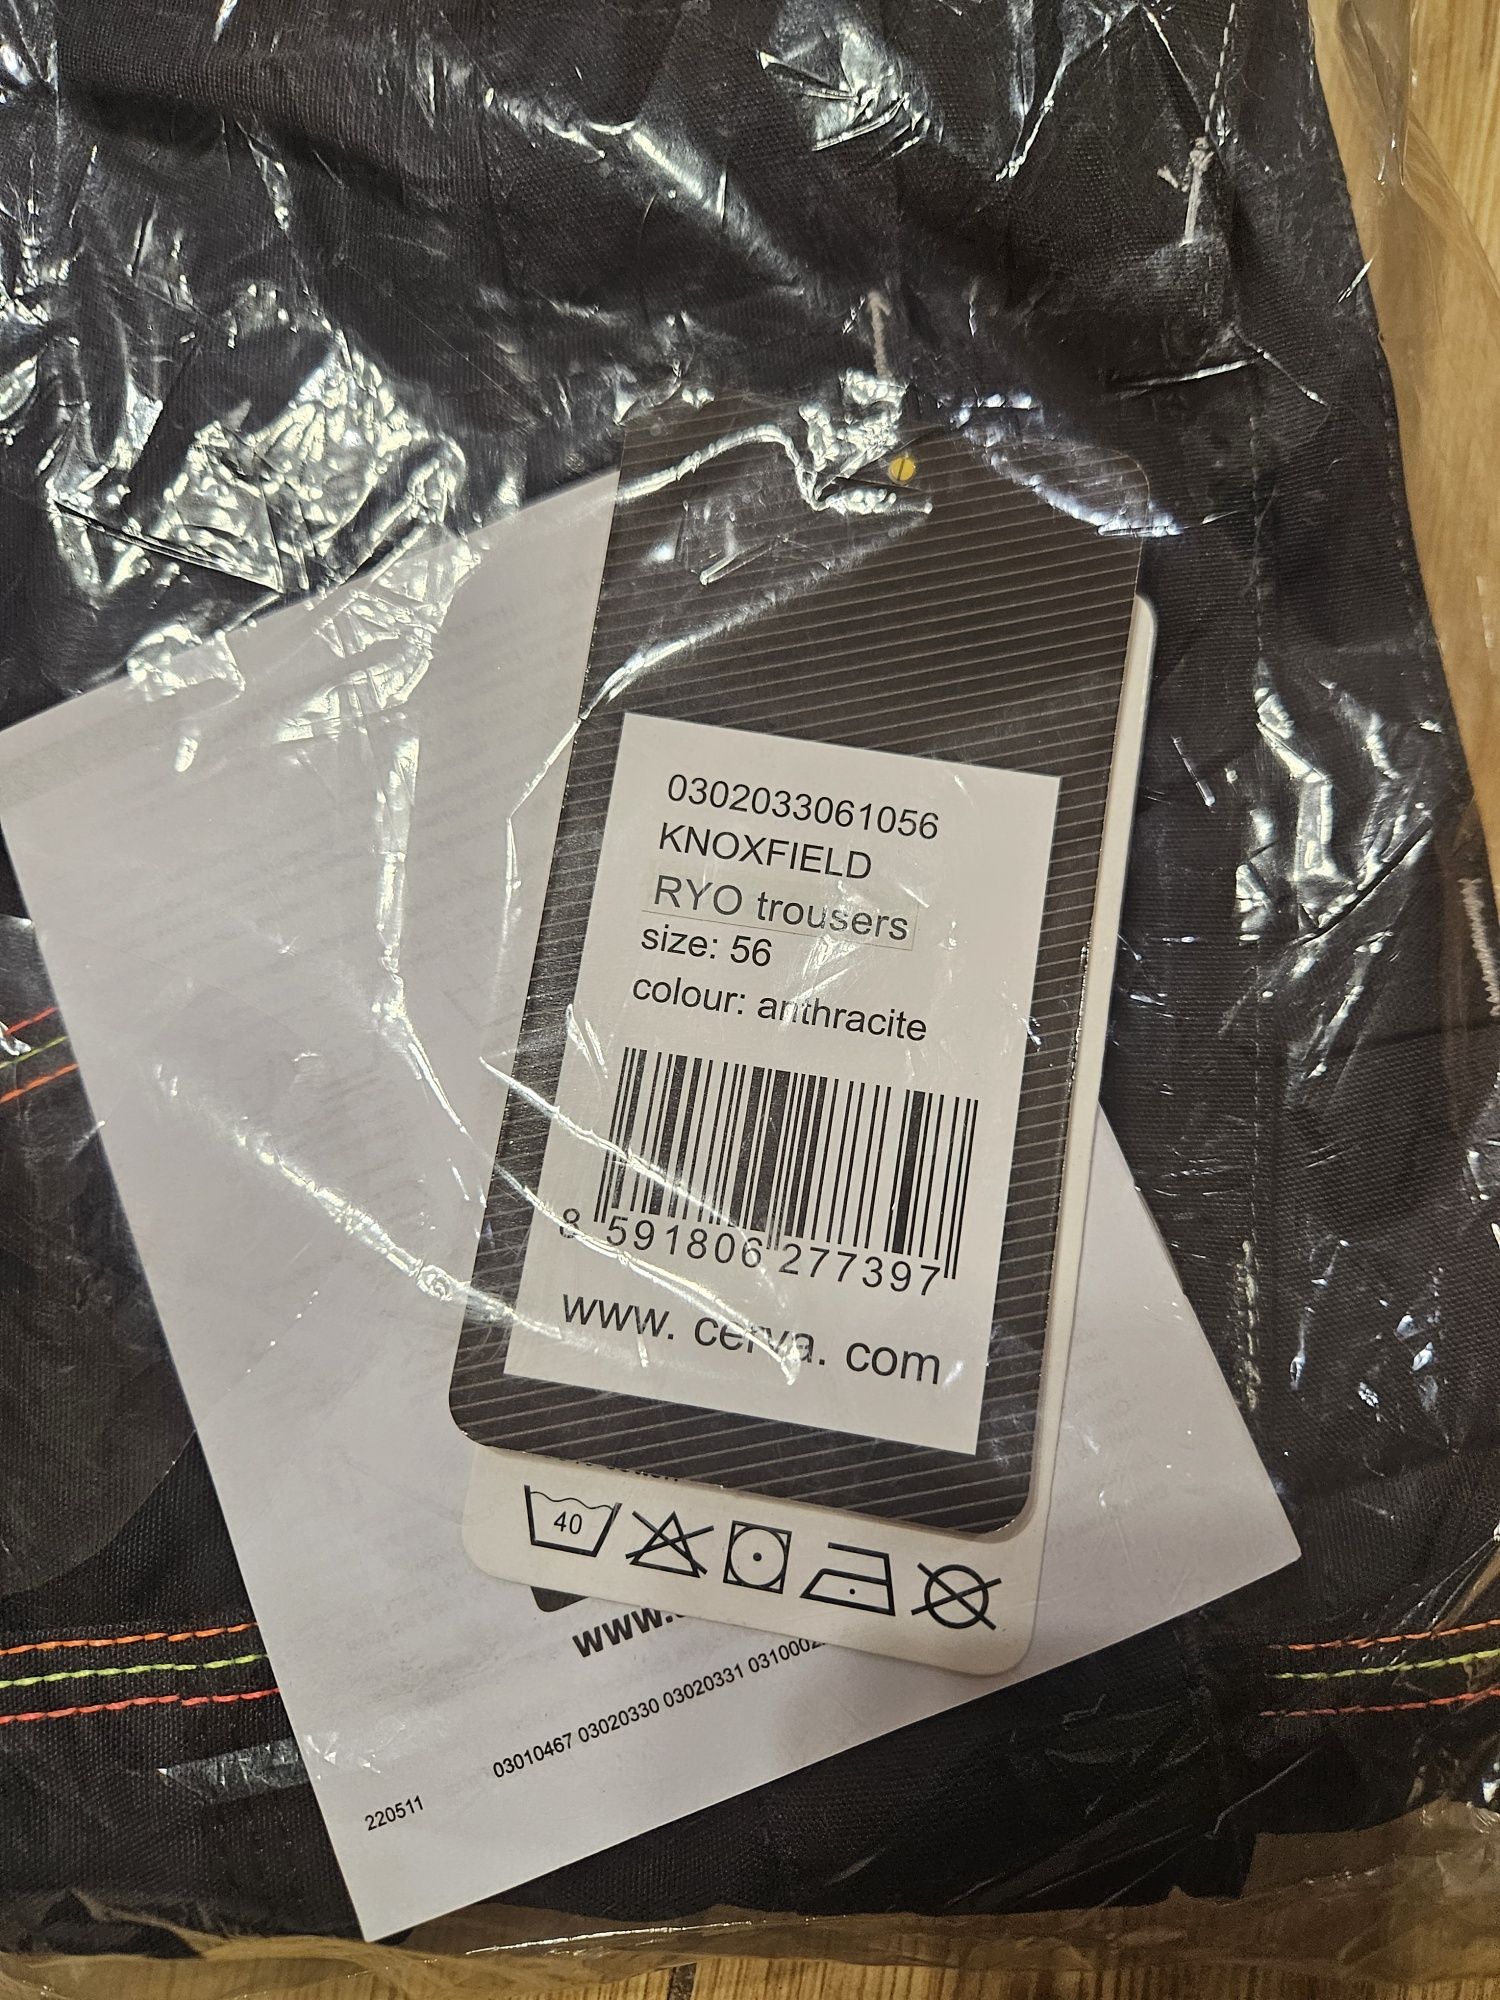 0302033061056
KNOXFIELD
RYO trousers
size: 56
colour: anthracite
8 591806 277397
www. cerva. com
40
www.
03010467 03020330 03020331 031002
220511